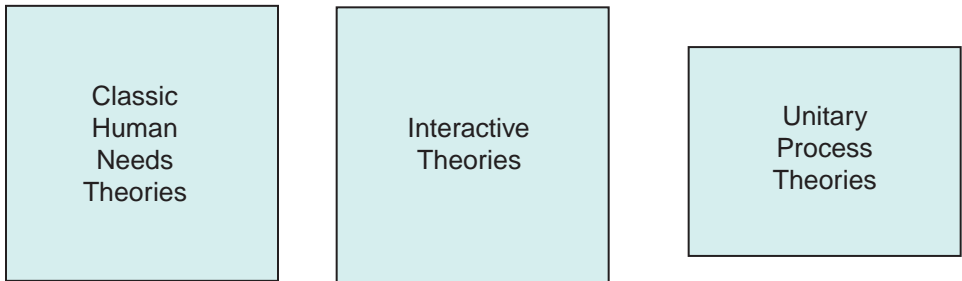 Classic
Human
Needs
Theories
Interactive
Theories
Unitary
Process
Theories